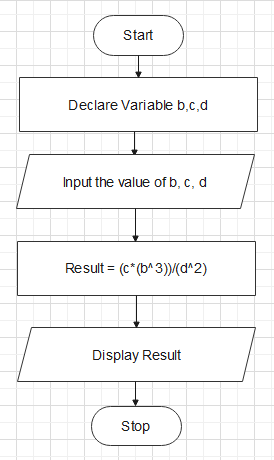 Start
Declare Variable b,c,d
Input the value of b, c, d
Result = (c*(b^3))/(d^2)
Display Result
Stop